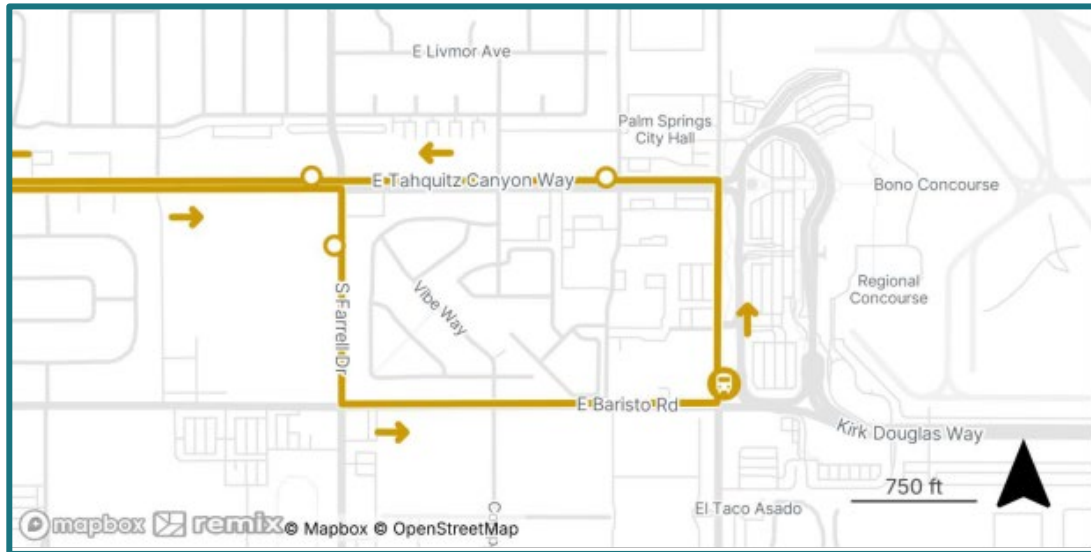 E Livmor Ave
Palm Springs
City Hall
E Tahquitz Canyon Way
Bono Concourse
Regional
Concourse
S Farrell Dr
Vibe Way
E Baristo Rd
Kirk Douglas Way
750 ft
El Taco Asado
mapbox remix © Mapbox © OpenStreetMap